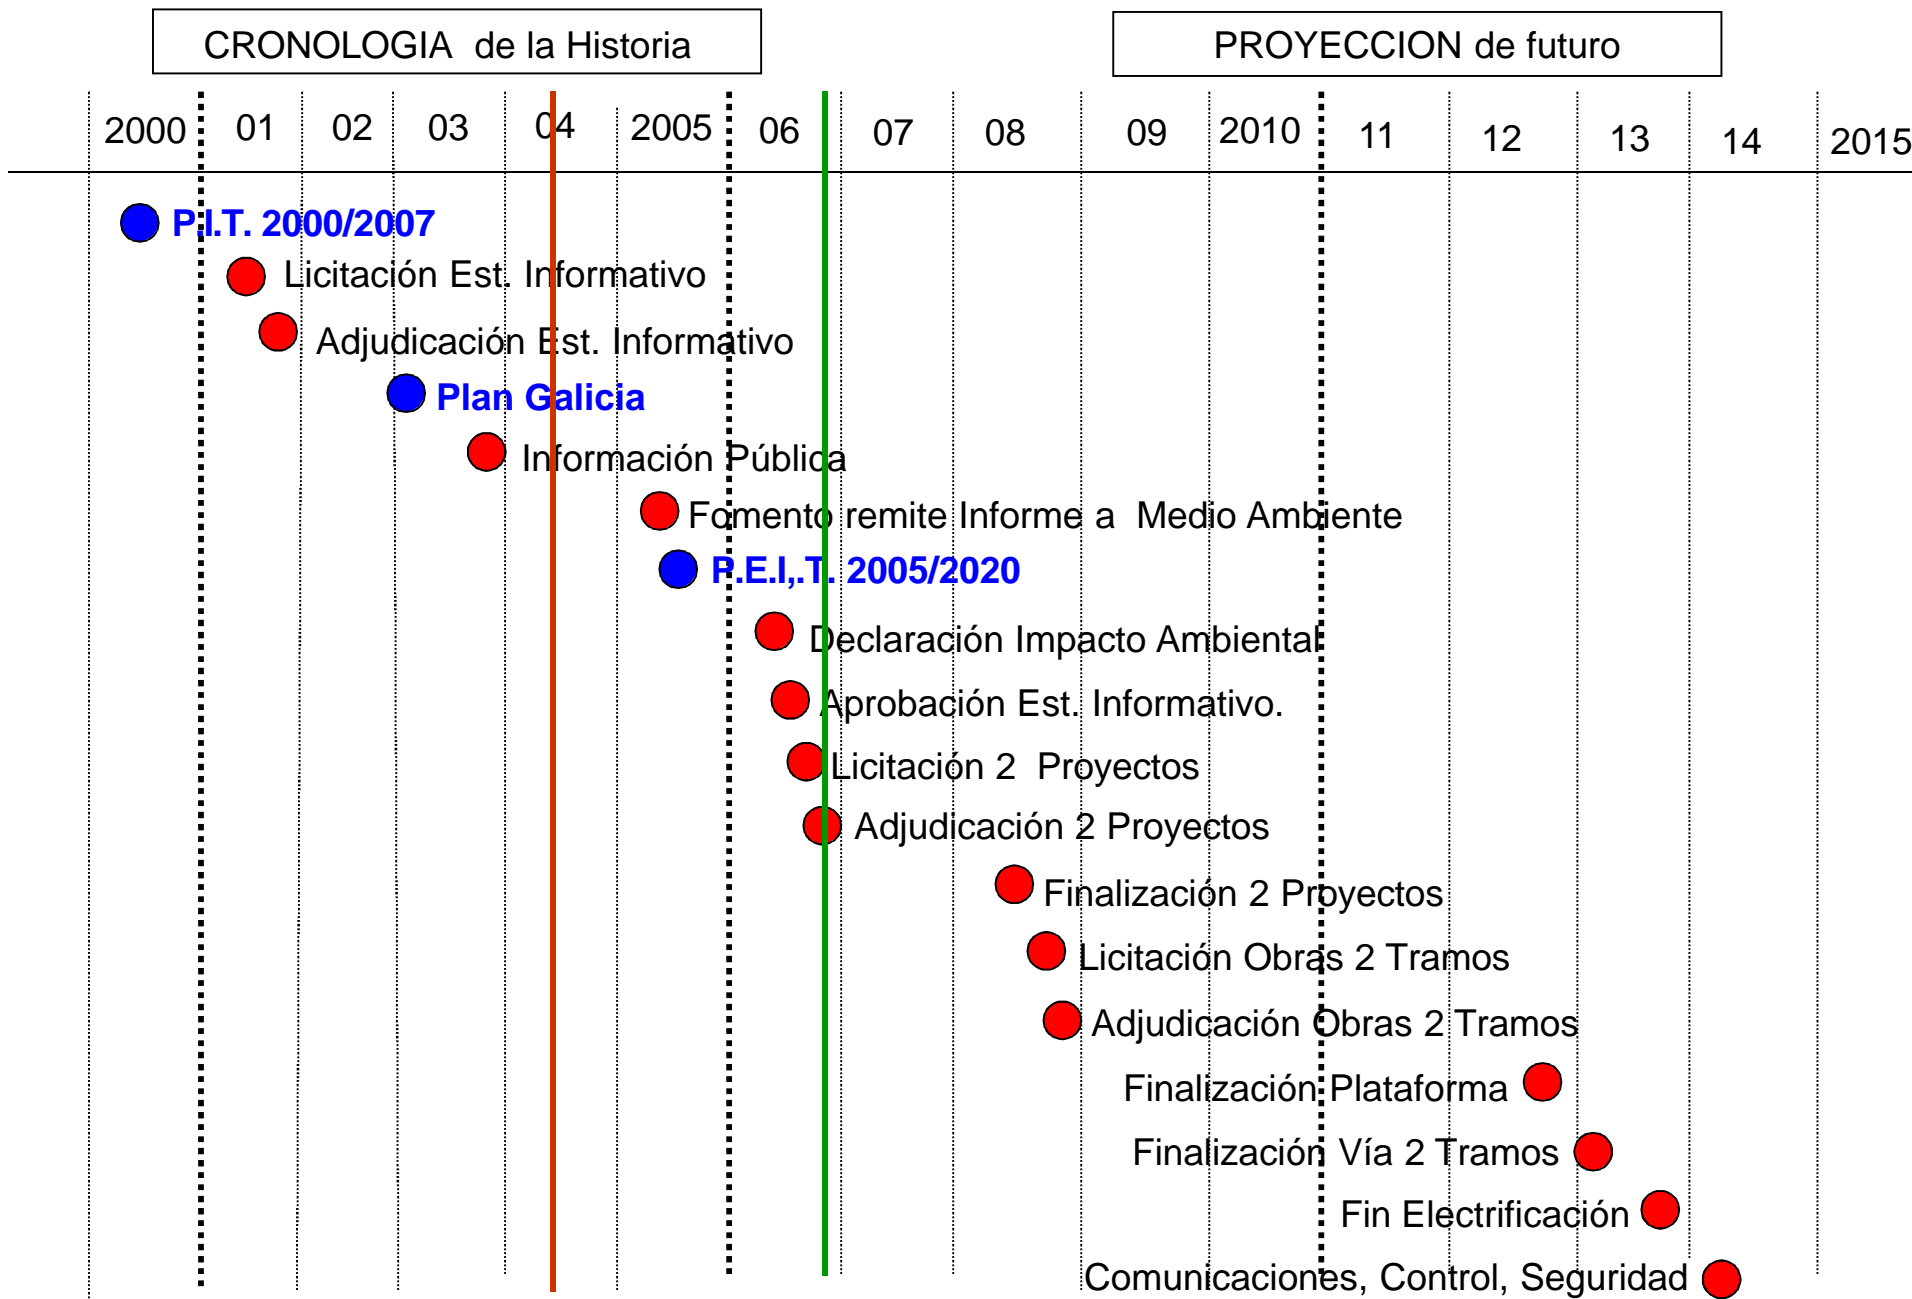 CRONOLOGIA de la Historia
PROYECCION de futuro
2000 01 02 03 04 2005 06 07 08 09 2010 11 12 13 14 2015
P.I.T. 2000/2007
Licitación Est. Informativo
Adjudicación Est. Informativo
Plan Galicia
Información Pública
Fomento remite Informe a Medio Ambiente
P.E.I,.T. 2005/2020
Declaración Impacto Ambiental
Aprobación Est. Informativo.
Licitación 2 Proyectos
Adjudicación 2 Proyectos
Finalización 2 Proyectos
Licitación Obras 2 Tramos
Adjudicación Obras 2 Tramos
Finalización Plataforma
Finalización Vía 2 Tramos
Fin Electrificación
Comunicaciones, Control, Seguridad